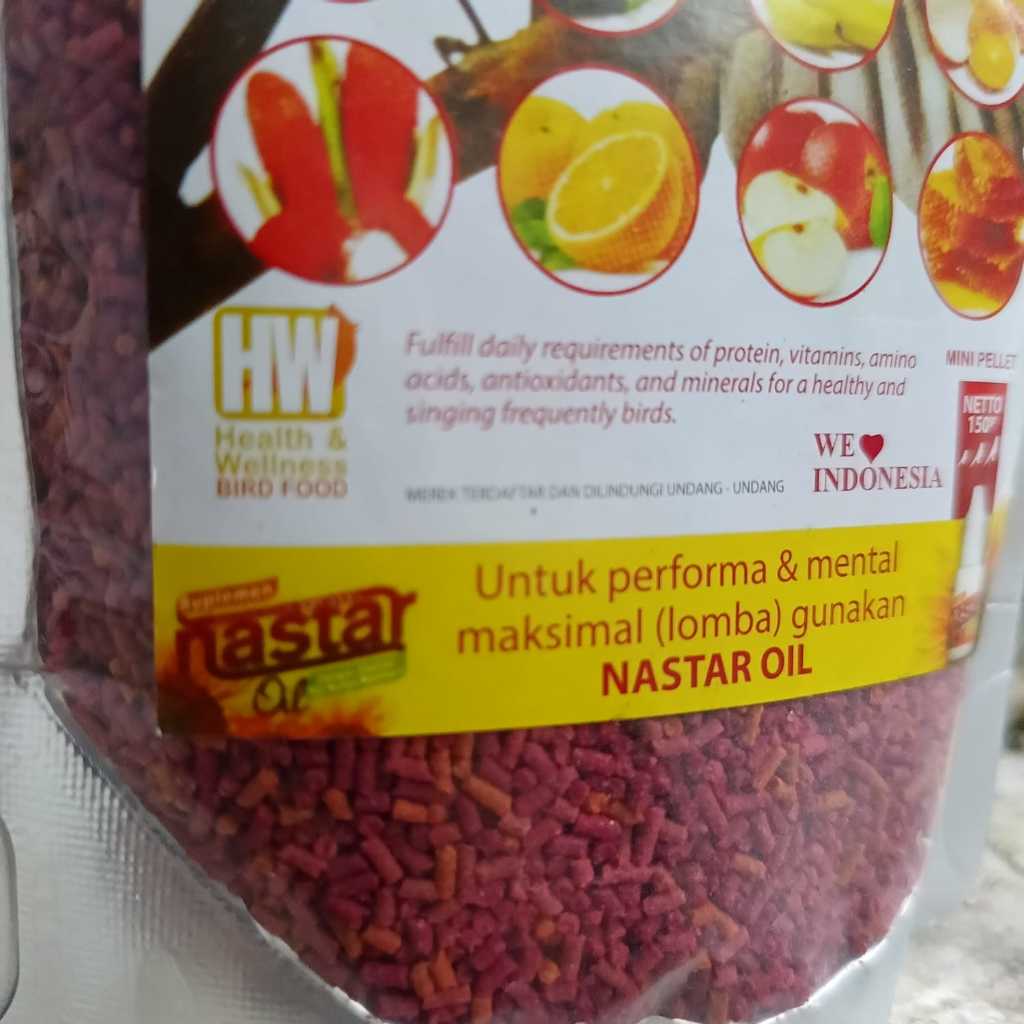 HW
Health &
Wellness
BIRD FOOD
Fulfill daily requirements of protein, vitamins, amino
acids, antioxidants, and minerals for a healthy and
singing frequently birds.
MINI PELLET
NETTO
WE
INDONESIA
MEREK TERDAFTAR DAN DILINDUNGI UNDANG - UNDANG
Suplemen
nastar
Oil
Untuk performa & mental
maksimal (lomba) gunakan
NASTAR OIL